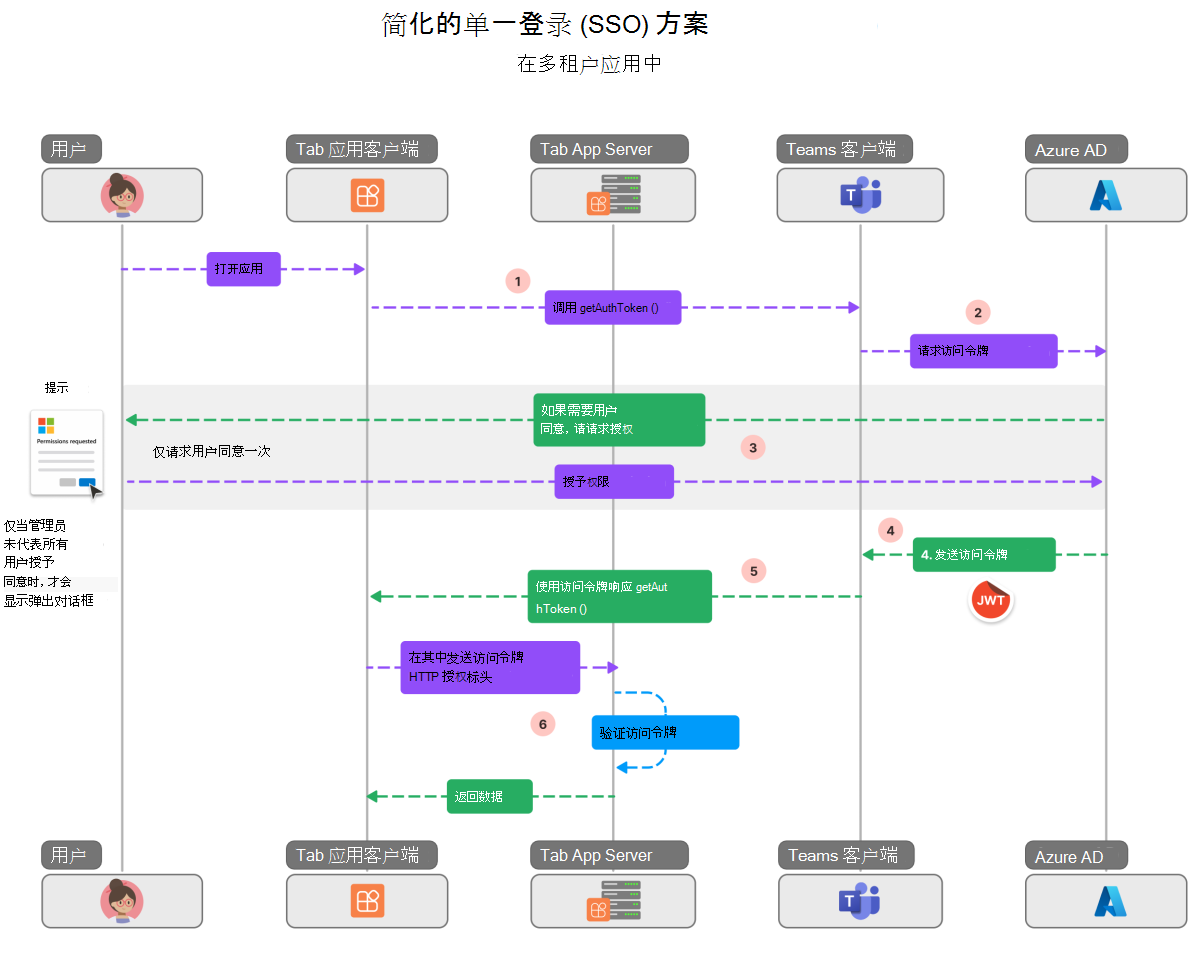 简化的单一登录 (SSO) 方案
在多租户应用中
用户
Tab 应用客户端
Tab App Server
Teams 客户端
Azure AD
打开应用
1
调用 getAuthToken ()
2
请求访问令牌
提示
Permissions requested
如果需要用户
同意, 请请求授权
仅请求用户同意一次
3
授予权限
仅当管理员
未代表所有
用户授予
同意时, 才会
显示弹出对话框
4
4. 发送访问令牌
JWT
5
使用访问令牌响应 getAut
hToken ()
在其中发送访问令牌
HTTP 授权标头
6
验证访问令牌
返回数据
用户
Tab 应用客户端
Tab App Server
Teams 客户端
Azure AD